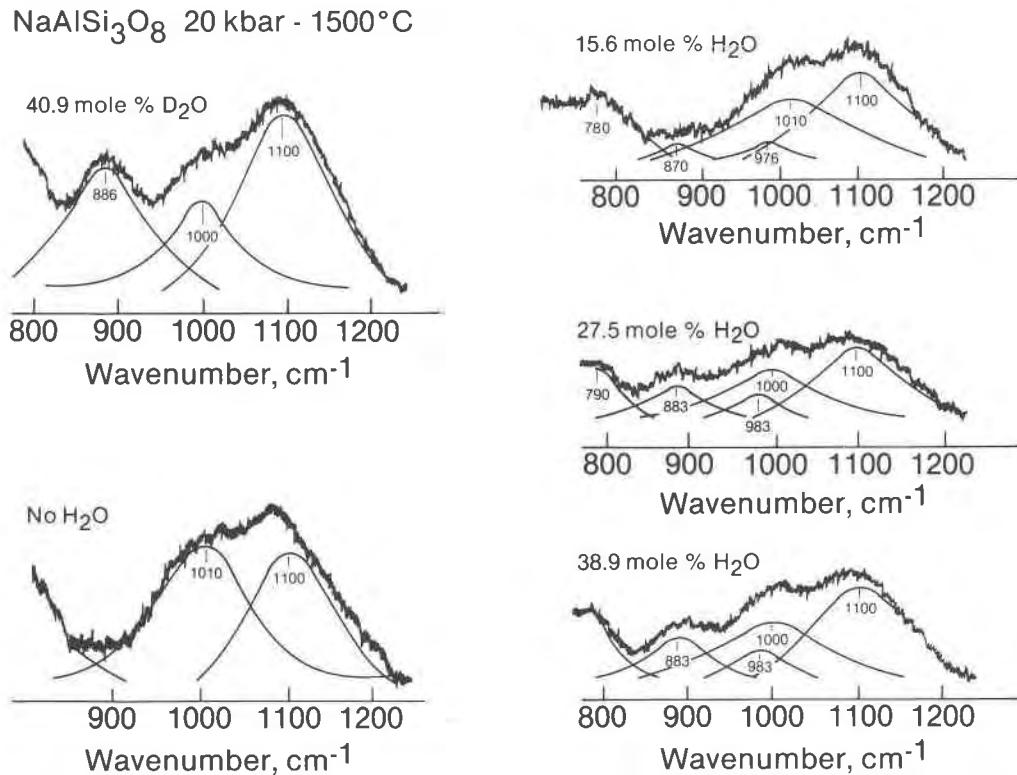 NaAlSi3O8 20 kbar - 1500°C
40.9 mole % D2O
886
1000
1100
800 900 1000 1100 1200
Wavenumber, cm-1
No H2O
1010
1100
900 1000 1100 1200
Wavenumber, cm-1
15.6 mole % H2O
780
870
976
1010
1100
800 900 1000 1100 1200
Wavenumber, cm-1
27.5 mole % H2O
790
883
983
1000
1100
800 900 1000 1100 1200
Wavenumber, cm-1
38.9 mole % H2O
883
983
1000
1100
800 900 1000 1100 1200
Wavenumber, cm-1